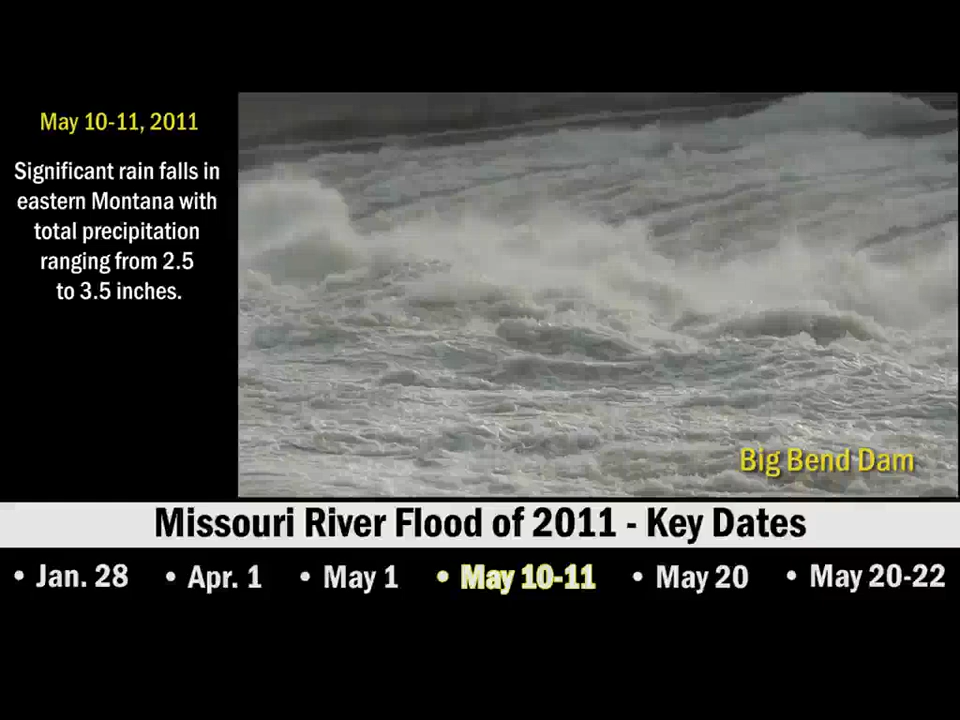 May 10-11, 2011
Significant rain falls in
eastern Montana with
total precipitation
ranging from 2.5
to 3.5 inches.
Big Bend Dam
Missouri River Flood of 2011 - Key Dates
• Jan. 28 • Apr. 1 • May 1 • May 10-11 • May 20 • May 20-22